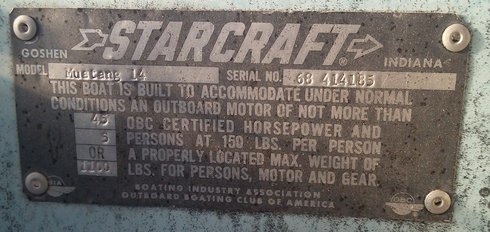 STARCRAFT®
GOSHEN INDIANA
MODEL Mustang 14 SERIAL NO. 68 414185
THIS BOAT IS BUILT TO ACCOMMODATE UNDER NORMAL
CONDITIONS AN OUTBOARD MOTOR OF NOT MORE THAN
45 OBC CERTIFIED HORSEPOWER AND
5 PERSONS AT 150 LBS. PER PERSON
OR A PROPERLY LOCATED MAX. WEIGHT OF
1100 LBS. FOR PERSONS, MOTOR AND GEAR.
BOATING INDUSTRY ASSOCIATION
OUTBOARD BOATING CLUB OF AMERICA